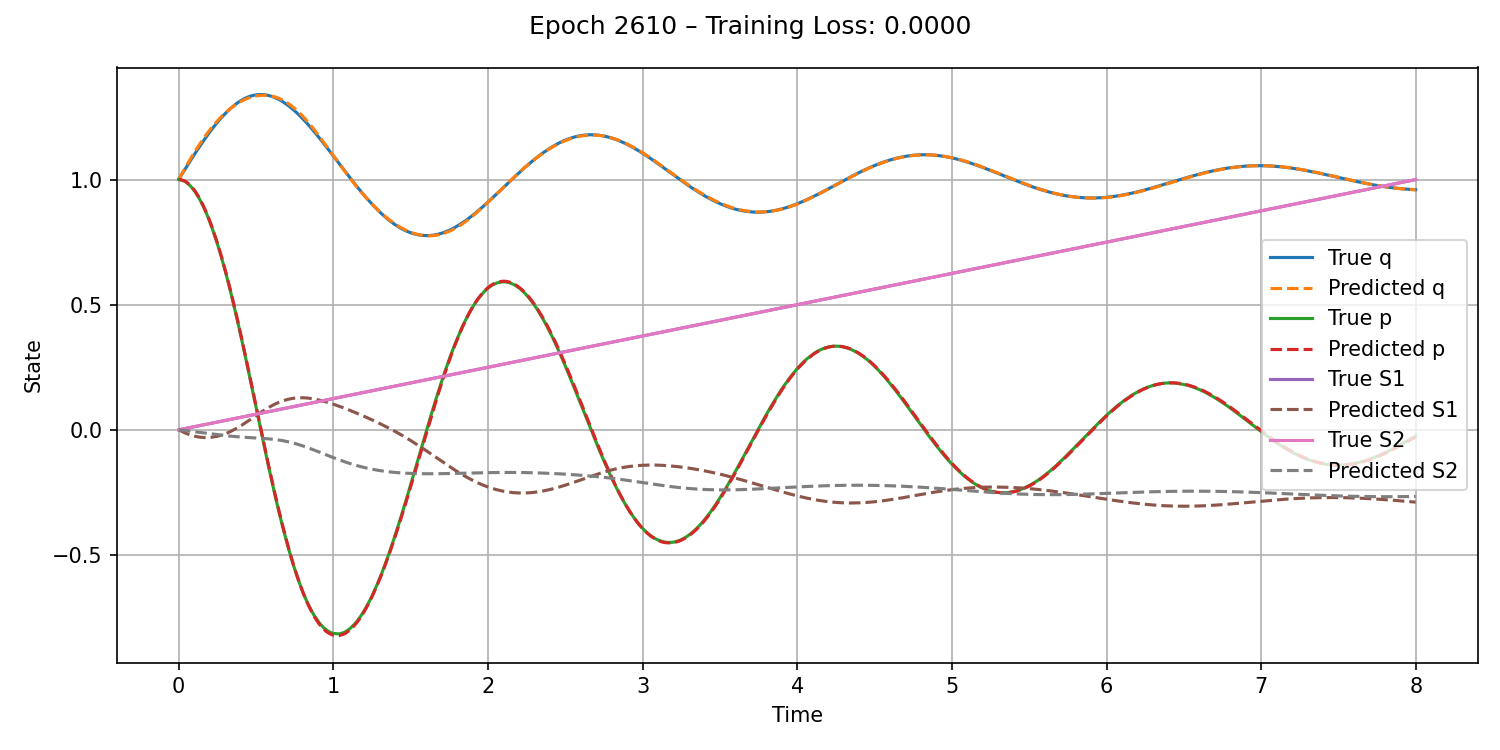 Epoch 2610 – Training Loss: 0.0000
1.0
0.5
0.0
−0.5
State
True q
Predicted q
True p
Predicted p
True S1
Predicted S1
True S2
Predicted S2
0 1 2 3 4 5 6 7 8
Time